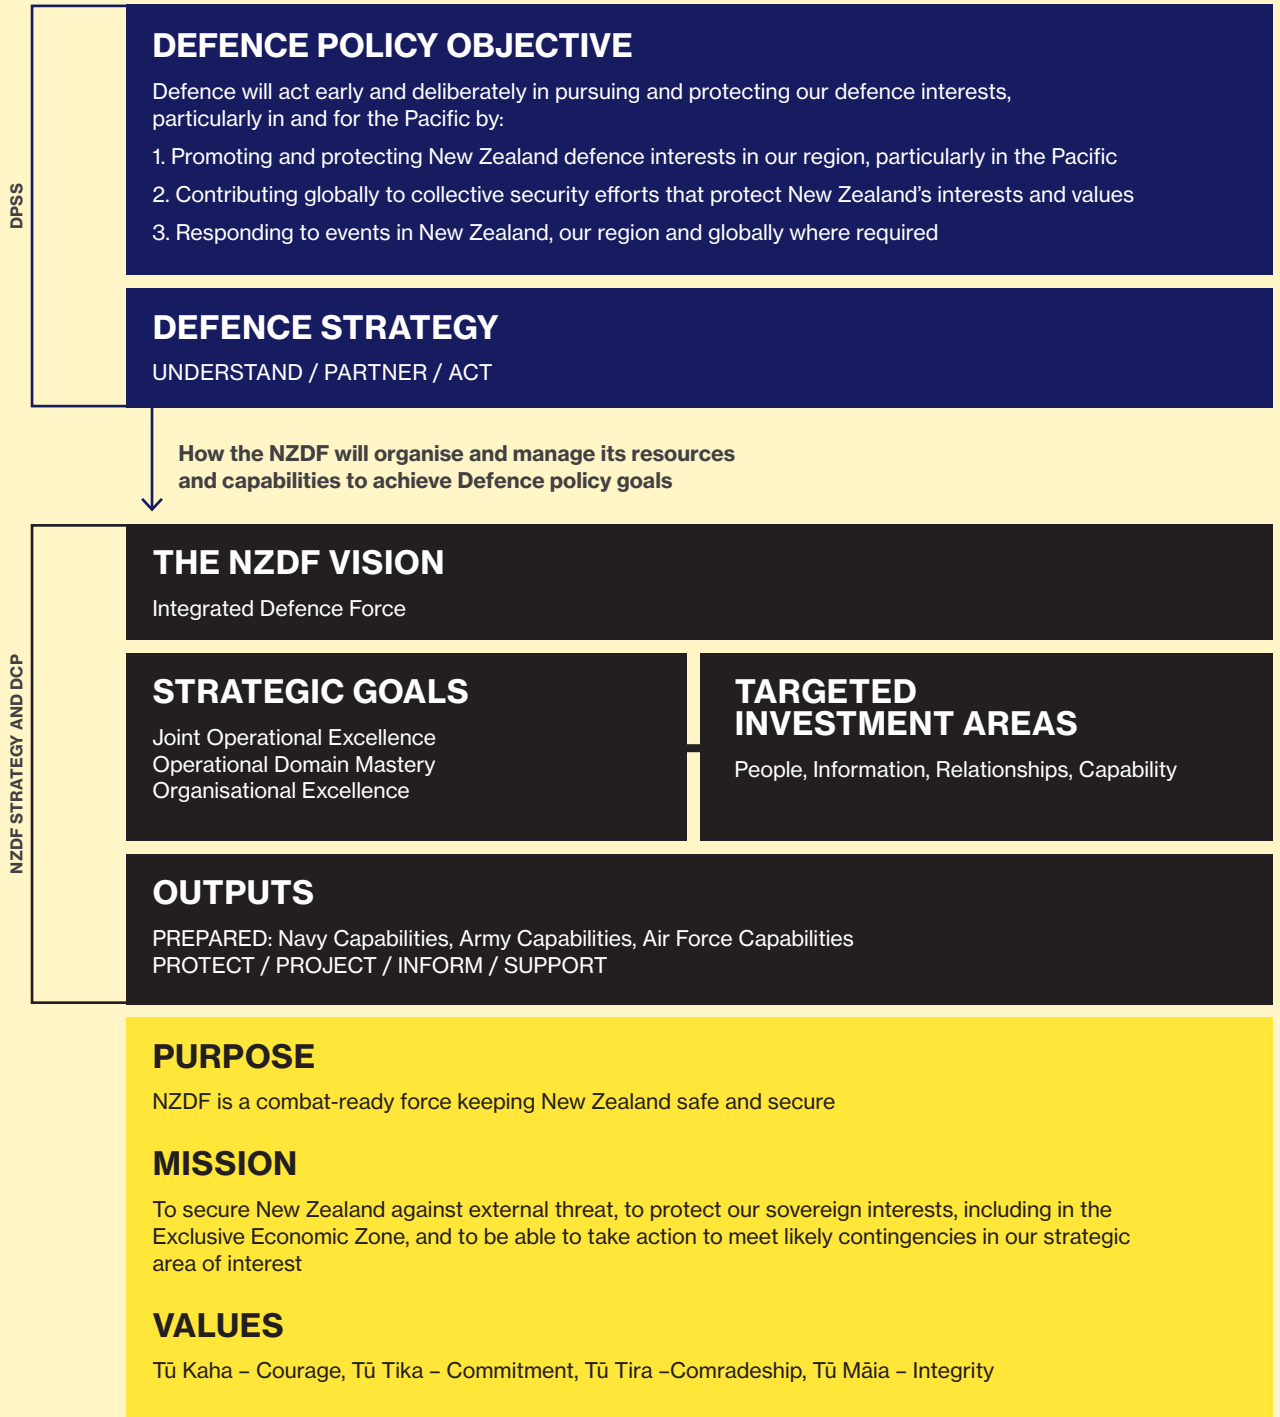 DEFENCE POLICY OBJECTIVE
Defence will act early and deliberately in pursuing and protecting our defence interests,
particularly in and for the Pacific by:
1. Promoting and protecting New Zealand defence interests in our region, particularly in the Pacific
2. Contributing globally to collective security efforts that protect New Zealand’s interests and values
3. Responding to events in New Zealand, our region and globally where required
DPSS
DEFENCE STRATEGY
UNDERSTAND / PARTNER / ACT
How the NZDF will organise and manage its resources
and capabilities to achieve Defence policy goals
THE NZDF VISION
Integrated Defence Force
NZDF STRATEGY AND DCP
STRATEGIC GOALS
Joint Operational Excellence
Operational Domain Mastery
Organisational Excellence
TARGETED
INVESTMENT AREAS
People, Information, Relationships, Capability
OUTPUTS
PREPARED: Navy Capabilities, Army Capabilities, Air Force Capabilities
PROTECT / PROJECT / INFORM / SUPPORT
PURPOSE
NZDF is a combat-ready force keeping New Zealand safe and secure
MISSION
To secure New Zealand against external threat, to protect our sovereign interests, including in the
Exclusive Economic Zone, and to be able to take action to meet likely contingencies in our strategic
area of interest
VALUES
Tū Kaha – Courage, Tū Tika – Commitment, Tū Tira –Comradeship, Tū Māia – Integrity